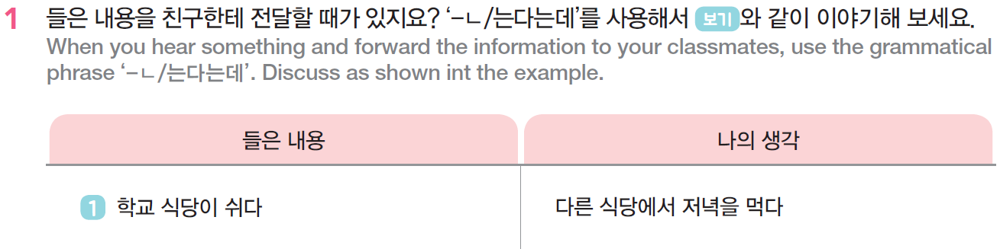 1 들은 내용을 친구한테 전달할 때가 있지요? ‘–ㄴ/는다는데’를 사용해서 보기와 같이 이야기해 보세요.
When you hear something and forward the information to your classmates, use the grammatical
phrase ‘–ㄴ/는다는데’. Discuss as shown int the example.
들은 내용 나의 생각
1 학교 식당이 쉬다 다른 식당에서 저녁을 먹다